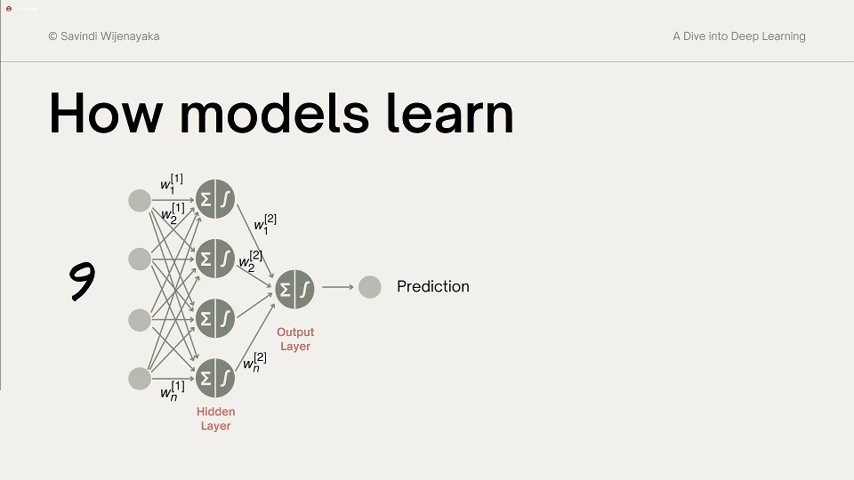 © Savindi Wijenayaka
A Dive into Deep Learning
How models learn
w₁[1]
w₂[1]
w₁[2]
w₂[2]
9
Σ ∫
Σ ∫
Σ ∫
Σ ∫
Σ ∫
Prediction
Output
Layer
wₙ[2]
wₙ[1]
Hidden
Layer